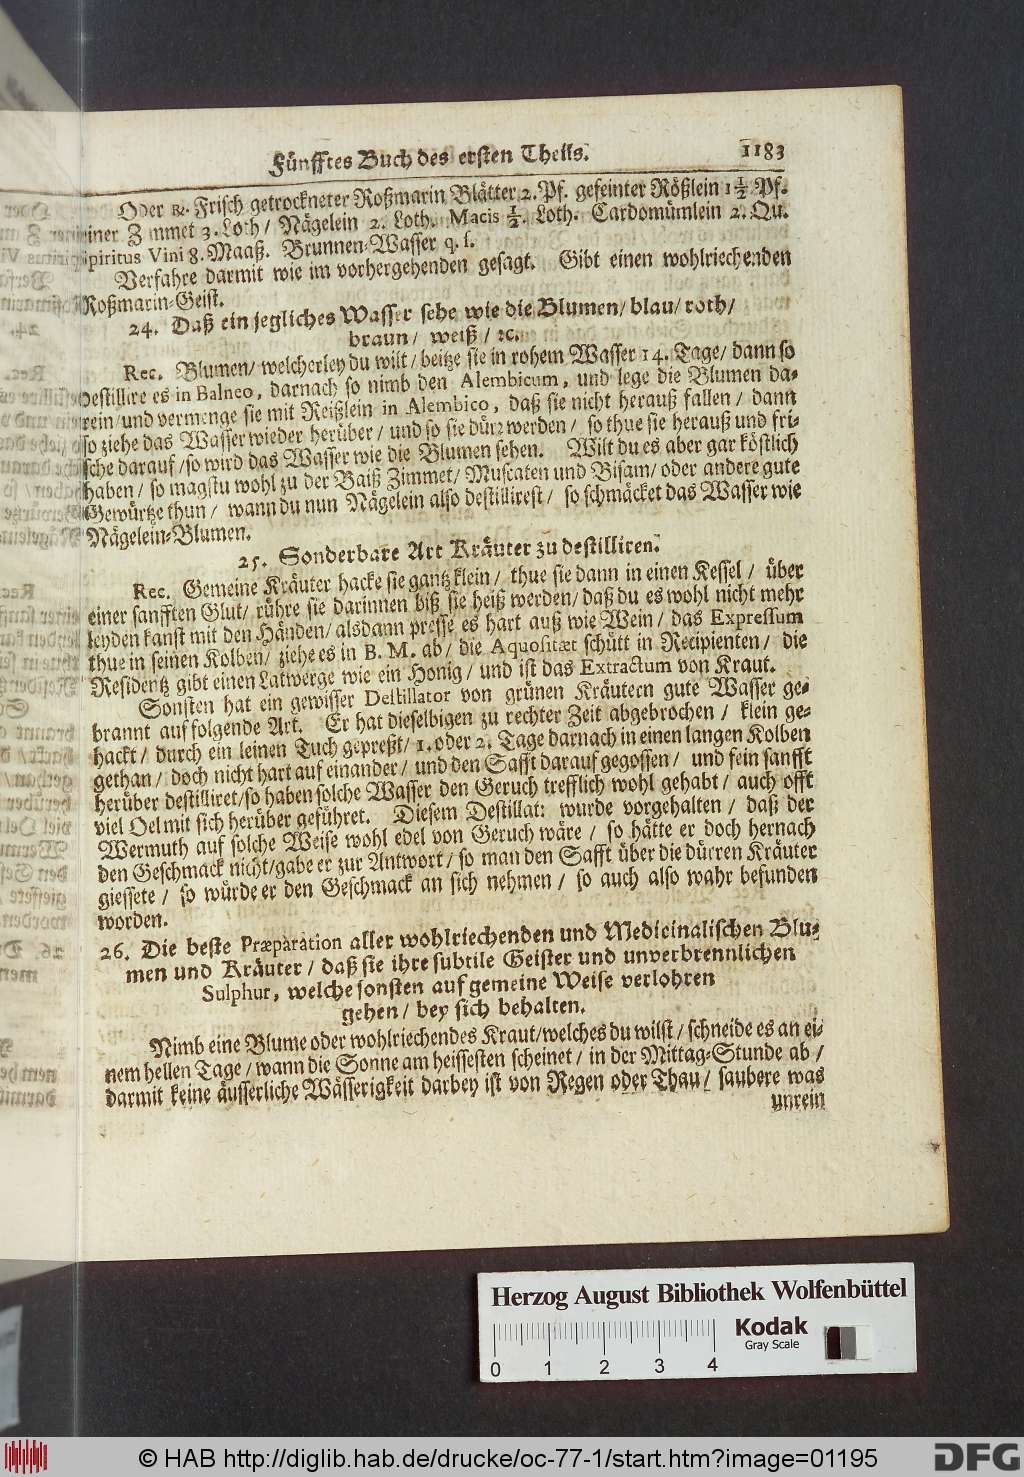 Fünfftes Buch des ersten Theils. 1183
Oder ℞. Frisch getrockneter Roßmarin Blätter 2. Pf. gefeinter Rößlein 1½ Pf.
einer Zimmet 3. Loth/ Nägelein 2. Loth. Macis ½. Loth. Cardomümlein 2. Qu.
Spiritus Vini 8. Maaß. Brunnen-Wasser q. s.
Verfahre darmit wie im vorhergehenden gesagt. Gibt einen wohlriechenden
Roßmarin-Geist.
24. Daß ein jegliches Wasser sehe wie die Blumen/ blau/ roth/
braun/ weiß/ ꝛc.
Rec. Blumen/ welcherley du wilt/ beitze sie in rohem Wasser 14. Tage/ dann so
destillire es in Balneo, darnach so nimb den Alembicum, und lege die Blumen da-
rein/ und vermenge sie mit Reißlein in Alembico, daß sie nicht herauß fallen/ dann
so ziehe das Wasser wieder herüber/ und so sie dürꝛ werden/ so thue sie herauß und fri-
sche darauf/ so wird das Wasser wie die Blumen sehen. Wilt du es aber gar köstlich
haben/ so magstu wohl zu der Baiß Zimmet/ Muscaten und Bisam/ oder andere gute
Gewürtze thun/ wann du nun Nägelein also destillirest/ so schmäcket das Wasser wie
Nägelein-Blumen.
25. Sonderbare Art Kräuter zu destilliren.
Rec. Gemeine Kräuter hacke sie gantz klein/ thue sie dann in einen Kessel/ über
einer sanfften Glut/ rühre sie darinnen biß sie heiß werden/ daß du es wohl nicht mehr
leyden kanst mit den Händen/ alsdann presse es hart auß wie Wein/ das Expressum
thue in seinen Kolben/ ziehe es in B. M. ab/ die Aquositæt schütt in Recipienten/ die
Residentz gibt einen Latwerge wie ein Honig/ und ist das Extractum von Kraut.
Sonsten hat ein gewisser Destillator von grünen Kräutern gute Wasser ge-
brannt auf folgende Art. Er hat dieselbigen zu rechter Zeit abgebrochen/ klein ge-
hackt/ durch ein leinen Tuch gepreßt/ 1. oder 2. Tage darnach in einen langen Kolben
gethan/ doch nicht hart auf einander/ und den Safft darauf gegossen/ und fein sanfft
herüber destilliret/ so haben solche Wasser den Geruch trefflich wohl gehabt/ auch offt
viel Oel mit sich herüber geführet. Diesem Destillat: wurde vorgehalten/ daß der
Wermuth auf solche Weise wohl edel von Geruch wäre/ so hätte er doch hernach
den Geschmack nicht/ gabe er zur Antwort/ so man den Safft über die dürren Kräuter
giessete/ so würde er den Geschmack an sich nehmen/ so auch also wahr befunden
worden.
26. Die beste Præparation aller wohlriechenden und Medicinalischen Blu-
men und Kräuter/ daß sie ihre subtile Geister und unverbrennlichen
Sulphur, welche sonsten auf gemeine Weise verlohren
gehen/ bey sich behalten.
Nimb eine Blume oder wohlriechendes Kraut/ welches du wilst/ schneide es an ei-
nem hellen Tage/ wann die Sonne am heissesten scheinet/ in der Mittag-Stunde ab/
darmit keine äusserliche Wässerigkeit darbey ist von Regen oder Thau/ saubere was
unrein
Herzog August Bibliothek Wolfenbüttel
Kodak
Gray Scale
0 1 2 3 4
© HAB http://diglib.hab.de/drucke/oc-77-1/start.htm?image=01195
DFG